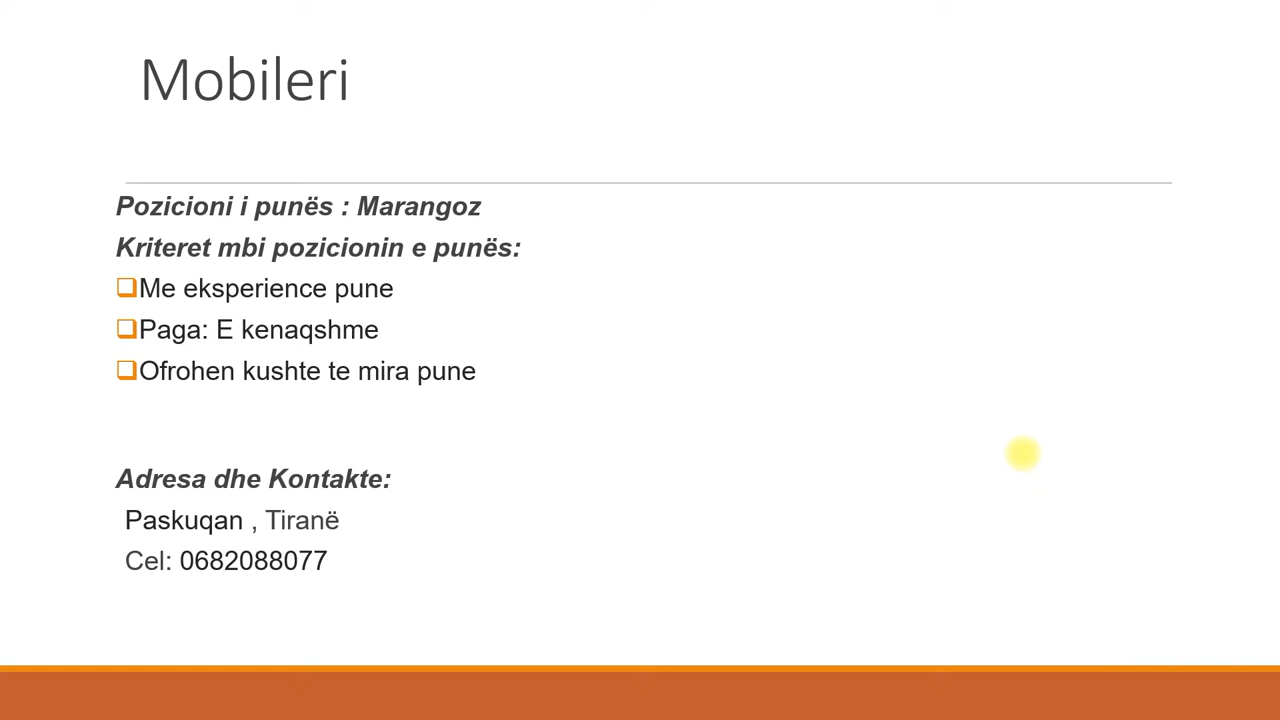 Mobileri
Pozicioni i punës : Marangoz
Kriteret mbi pozicionin e punës:
Me eksperience pune
Paga: E kenaqshme
Ofrohen kushte te mira pune
Adresa dhe Kontakte:
Paskuqan , Tiranë
Cel: 0682088077